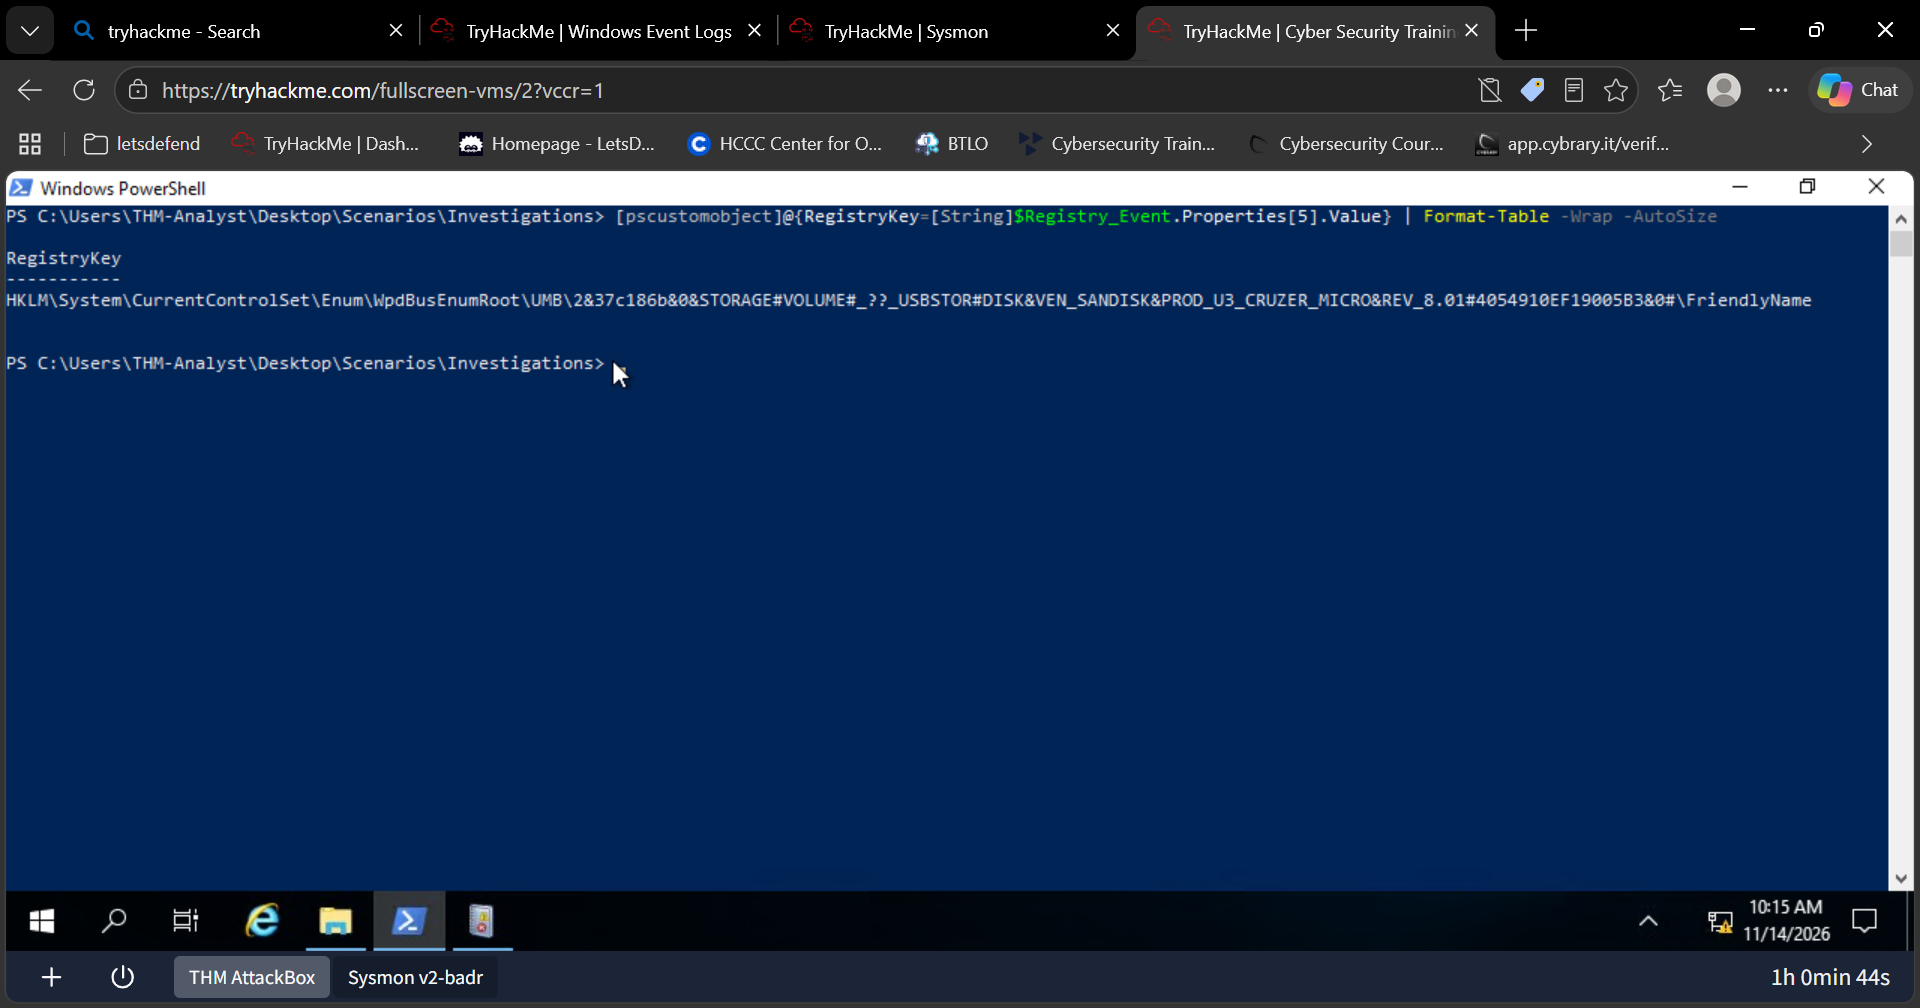 tryhackme - Search
TryHackMe | Windows Event Logs
TryHackMe | Sysmon
TryHackMe | Cyber Security Trainin
https://tryhackme.com/fullscreen-vms/2?vccr=1
Chat
letsdefend
TryHackMe | Dash...
Homepage - LetsD...
HCCC Center for O...
BTLO
Cybersecurity Train...
Cybersecurity Cour...
app.cybrary.it/verif...
Windows PowerShell
PS C:\Users\THM-Analyst\Desktop\Scenarios\Investigations> [pscustomobject]@{RegistryKey=[String]$Registry_Event.Properties[5].Value} | Format-Table -Wrap -AutoSize
RegistryKey
-----------
HKLM\System\CurrentControlSet\Enum\WpdBusEnumRoot\UMB\2&37c186b&0&STORAGE#VOLUME#_??_USBSTOR#DISK&VEN_SANDISK&PROD_U3_CRUZER_MICRO&REV_8.01#4054910EF19005B3&0#\FriendlyName
PS C:\Users\THM-Analyst\Desktop\Scenarios\Investigations>
10:15 AM
11/14/2026
THM AttackBox
Sysmon v2-badr
1h 0min 44s